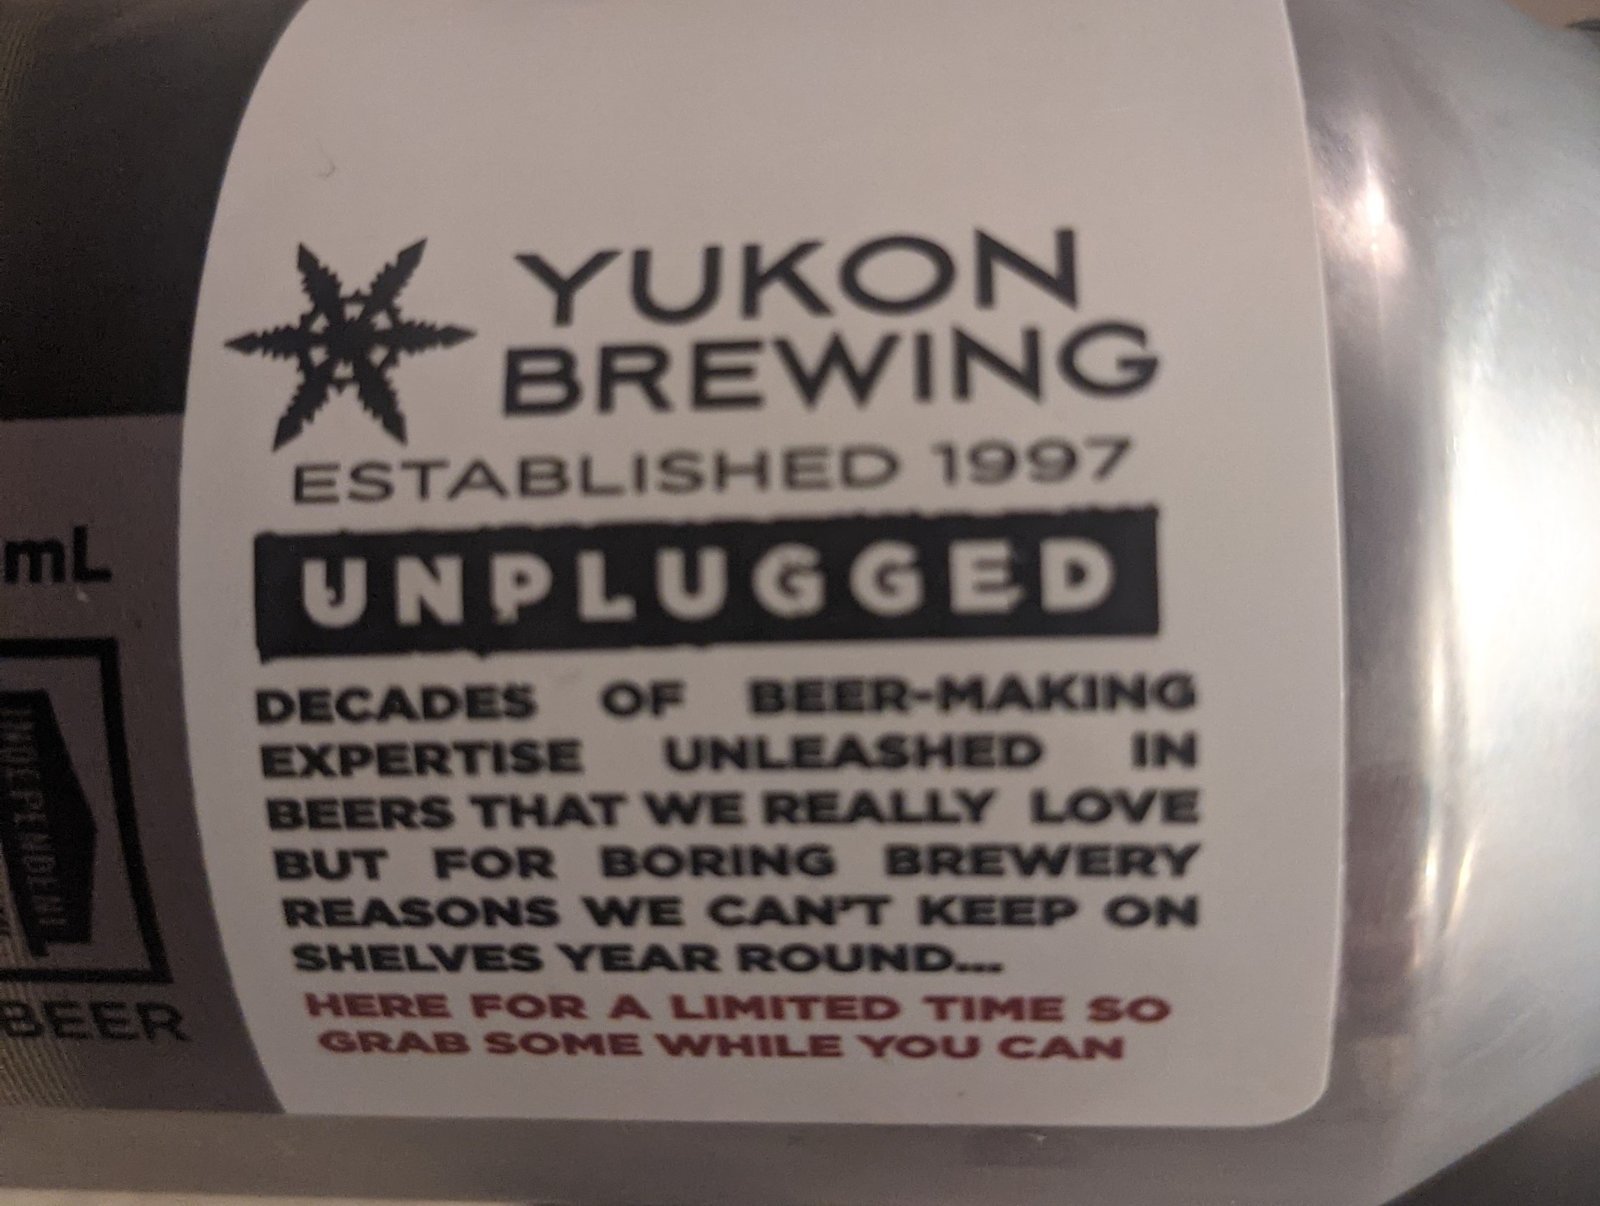 YUKON
BREWING
ESTABLISHED 1997
UNPLUGGED
DECADES OF BEER-MAKING
EXPERTISE UNLEASHED IN
BEERS THAT WE REALLY LOVE
BUT FOR BORING BREWERY
REASONS WE CAN'T KEEP ON
SHELVES YEAR ROUND...
HERE FOR A LIMITED TIME SO
GRAB SOME WHILE YOU CAN
mL
INDEPENDENT
BEER